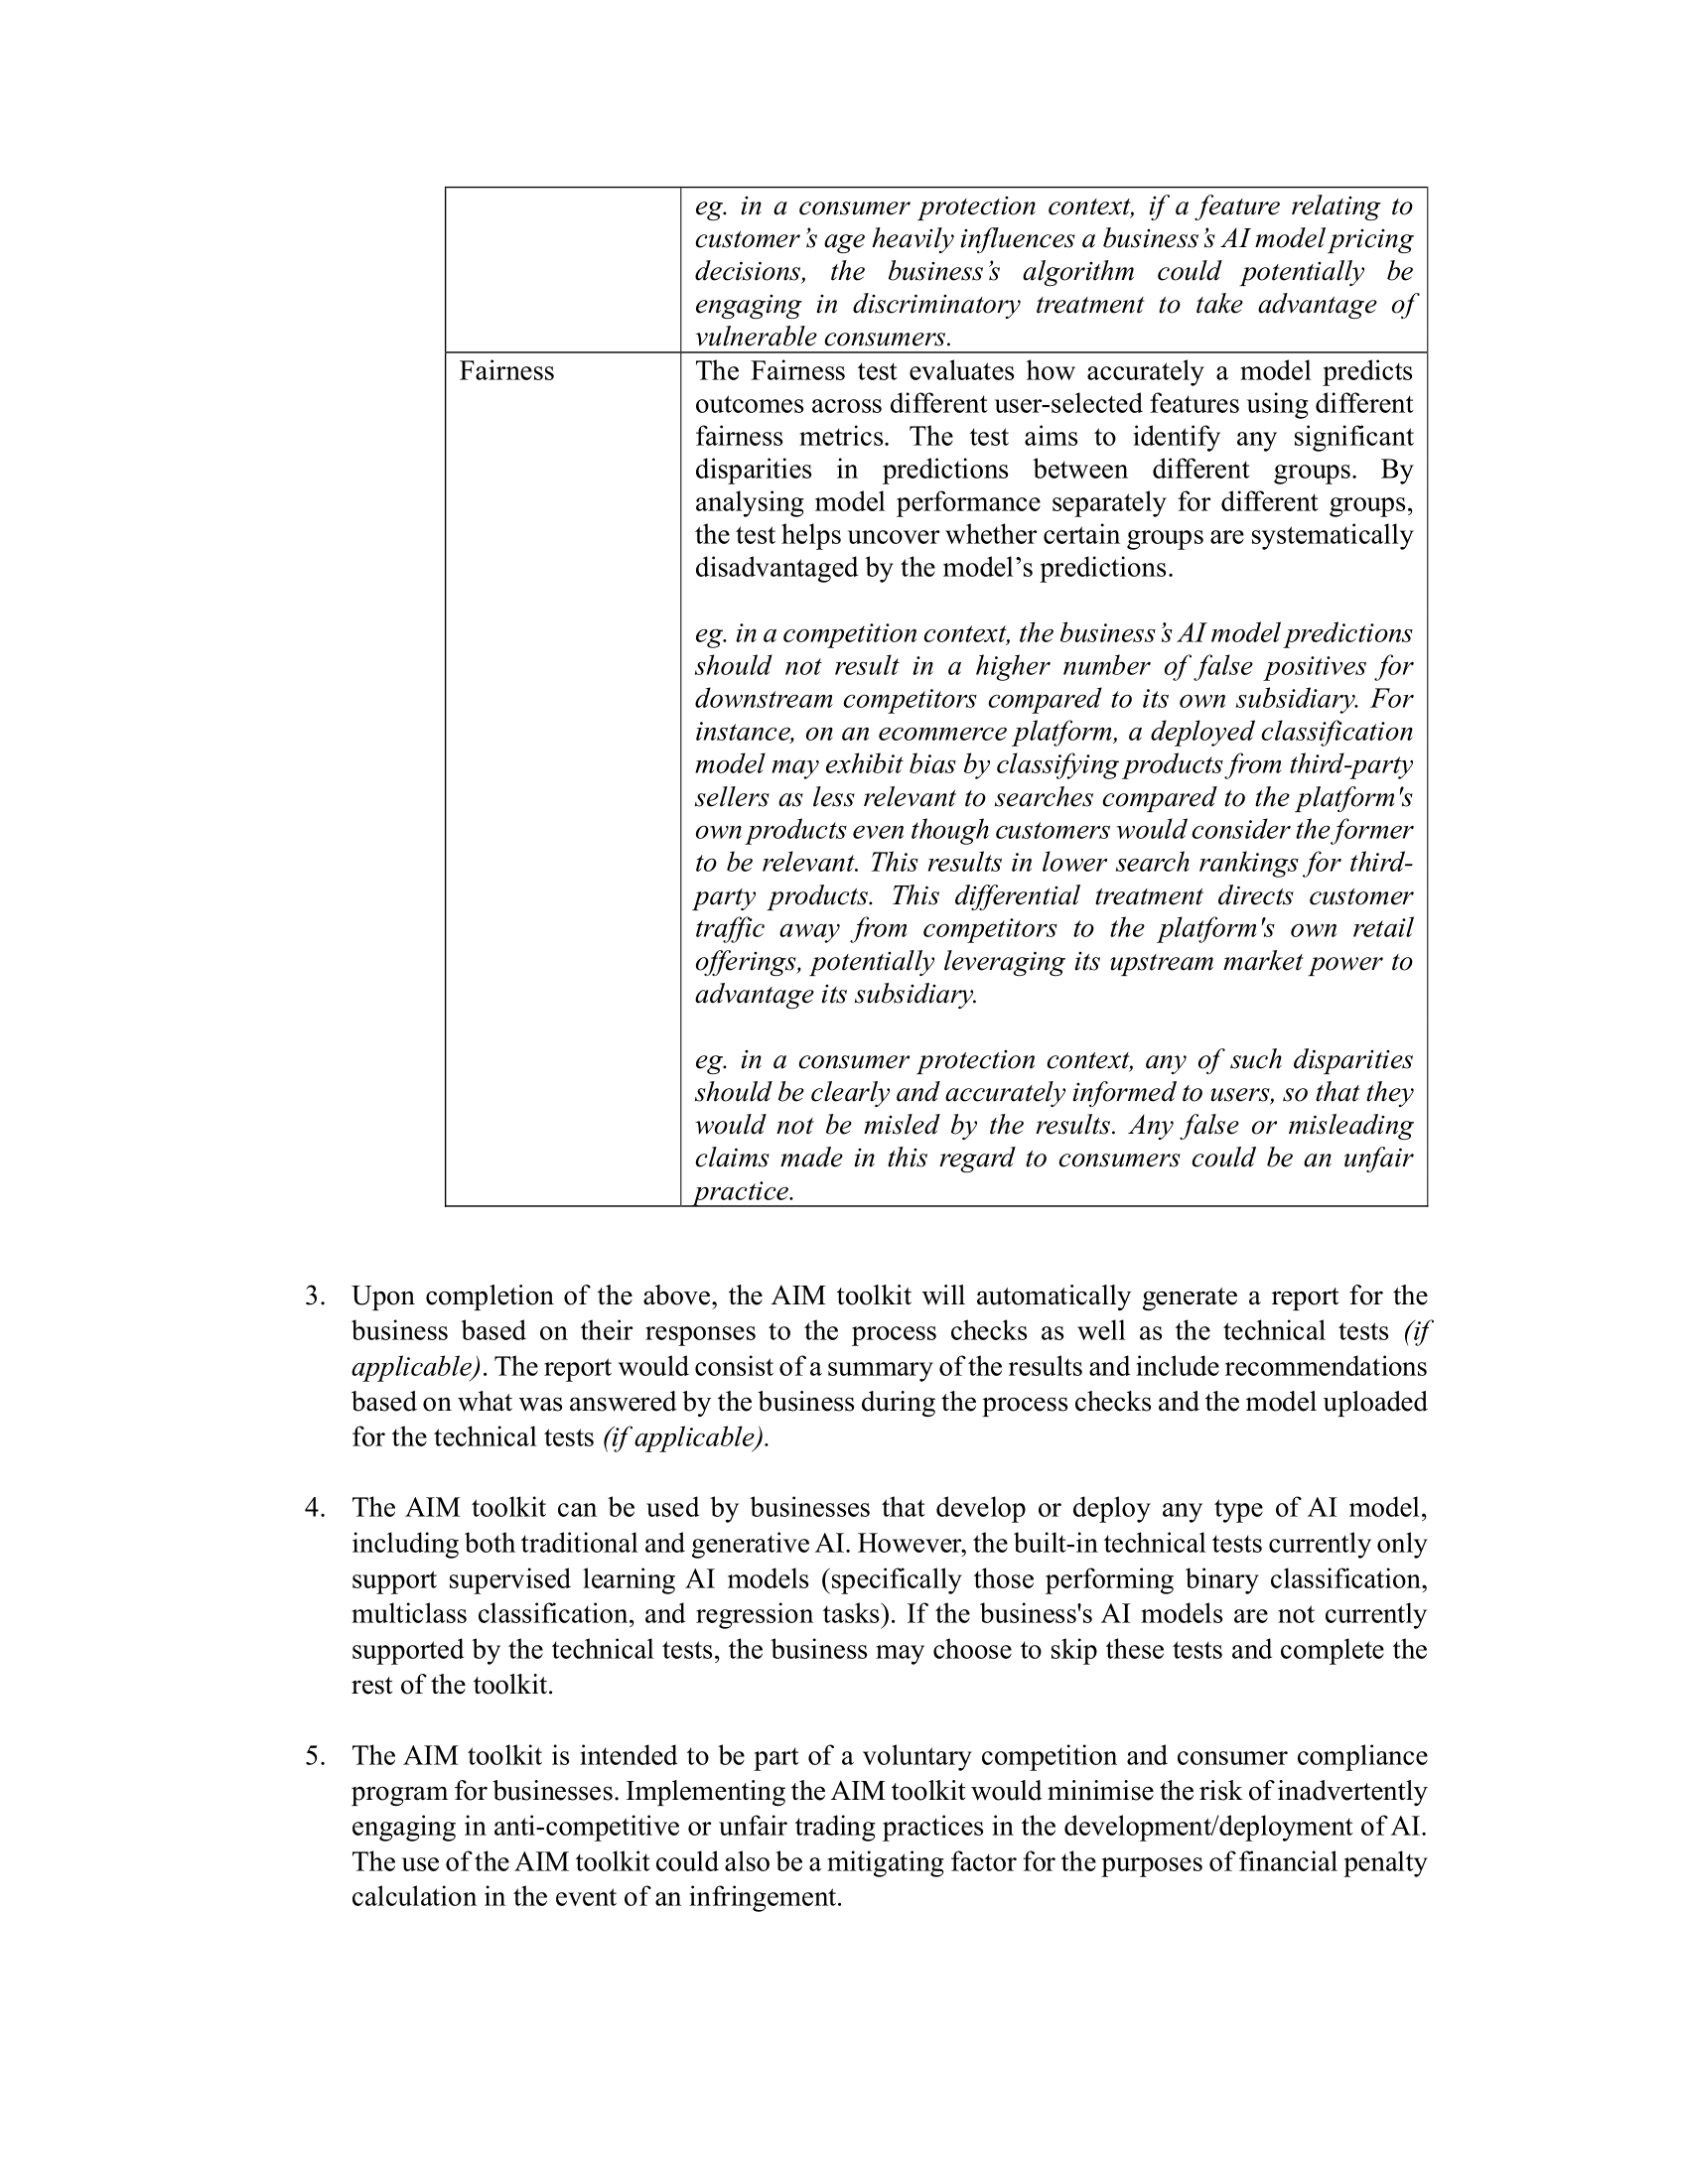 eg. in a consumer protection context, if a feature relating to
customer’s age heavily influences a business’s AI model pricing
decisions, the business’s algorithm could potentially be
engaging in discriminatory treatment to take advantage of
vulnerable consumers.
Fairness
The Fairness test evaluates how accurately a model predicts
outcomes across different user-selected features using different
fairness metrics. The test aims to identify any significant
disparities in predictions between different groups. By
analysing model performance separately for different groups,
the test helps uncover whether certain groups are systematically
disadvantaged by the model’s predictions.
eg. in a competition context, the business’s AI model predictions
should not result in a higher number of false positives for
downstream competitors compared to its own subsidiary. For
instance, on an ecommerce platform, a deployed classification
model may exhibit bias by classifying products from third-party
sellers as less relevant to searches compared to the platform's
own products even though customers would consider the former
to be relevant. This results in lower search rankings for third-
party products. This differential treatment directs customer
traffic away from competitors to the platform's own retail
offerings, potentially leveraging its upstream market power to
advantage its subsidiary.
eg. in a consumer protection context, any of such disparities
should be clearly and accurately informed to users, so that they
would not be misled by the results. Any false or misleading
claims made in this regard to consumers could be an unfair
practice.
3. Upon completion of the above, the AIM toolkit will automatically generate a report for the
business based on their responses to the process checks as well as the technical tests (if
applicable). The report would consist of a summary of the results and include recommendations
based on what was answered by the business during the process checks and the model uploaded
for the technical tests (if applicable).
4. The AIM toolkit can be used by businesses that develop or deploy any type of AI model,
including both traditional and generative AI. However, the built-in technical tests currently only
support supervised learning AI models (specifically those performing binary classification,
multiclass classification, and regression tasks). If the business's AI models are not currently
supported by the technical tests, the business may choose to skip these tests and complete the
rest of the toolkit.
5. The AIM toolkit is intended to be part of a voluntary competition and consumer compliance
program for businesses. Implementing the AIM toolkit would minimise the risk of inadvertently
engaging in anti-competitive or unfair trading practices in the development/deployment of AI.
The use of the AIM toolkit could also be a mitigating factor for the purposes of financial penalty
calculation in the event of an infringement.